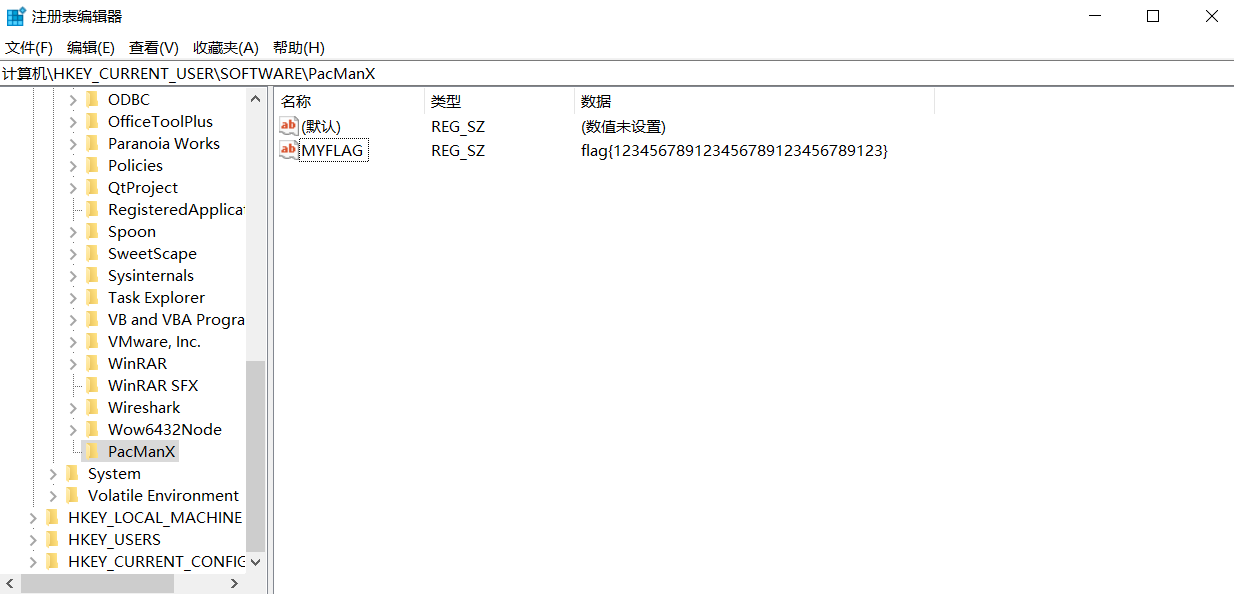 注册表编辑器
文件(F) 编辑(E) 查看(V) 收藏夹(A) 帮助(H)
计算机\HKEY_CURRENT_USER\SOFTWARE\PacManX
ODBC
OfficeToolPlus
Paranoia Works
Policies
QtProject
RegisteredApplicat
Spoon
SweetScape
Sysinternals
Task Explorer
VB and VBA Progra
VMware, Inc.
WinRAR
WinRAR SFX
Wireshark
Wow6432Node
PacManX
System
Volatile Environment
HKEY_LOCAL_MACHINE
HKEY_USERS
HKEY_CURRENT_CONFIG
名称 类型 数据
ab (默认) REG_SZ (数值未设置)
ab MYFLAG REG_SZ flag{123456789123456789123456789123}